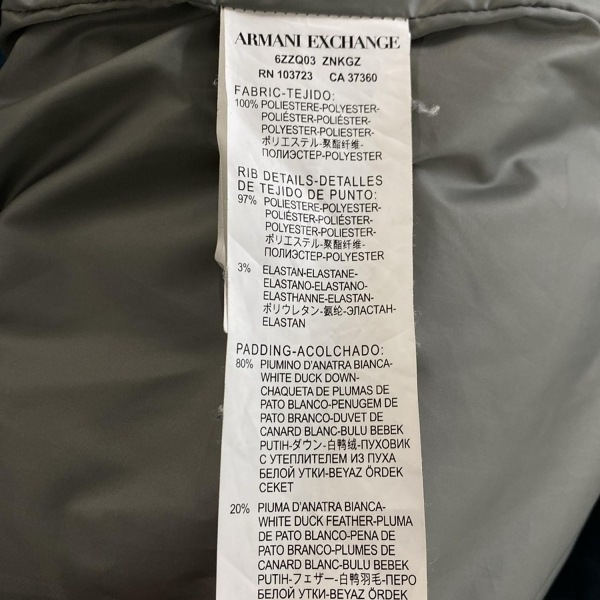 ARMANI EXCHANGE
6ZZQ03 ZNKGZ
RN 103723 CA 37360
FABRIC-TEJIDO:
100% POLIESTERE-POLYESTER-
POLIÉSTER-POLIÉSTER-
POLYESTER-POLYESTER-
ポリエステル-聚酯纤维-
ПОЛИЭСТЕР-POLYESTER
RIB DETAILS-DETALLES
DE TEJIDO DE PUNTO:
97% POLIESTERE-POLYESTER-
POLIÉSTER-POLIÉSTER-
POLYESTER-POLYESTER-
ポリエステル-聚酯纤维-
ПОЛИЭСТЕР-POLYESTER
3% ELASTAN-ELASTANE-
ELASTANO-ELASTANO-
ELASTHANNE-ELASTAN-
ポリウレタン-氨纶-ЭЛАСТАН-
ELASTAN
PADDING-ACOLCHADO:
80% PIUMINO D'ANATRA BIANCA-
WHITE DUCK DOWN-
CHAQUETA DE PLUMAS DE
PATO BLANCO-PENUGEM DE
PATO BRANCO-DUVET DE
CANARD BLANC-BULU BEBEK
PUTIH-ダウン-白鸭绒-ПУХОВИК
С УТЕПЛИТЕЛЕМ ИЗ ПУХА
БЕЛОЙ УТКИ-BEYAZ ÖRDEK
CEKET
20% PIUMA D'ANATRA BIANCA-
WHITE DUCK FEATHER-PLUMA
DE PATO BLANCO-PENA DE
PATO BRANCO-PLUMES DE
CANARD BLANC-BULU BEBEK
PUTIH-フェザー-白鸭羽毛-ПЕРО
БЕЛОЙ УТКИ-BEYAZ ÖRDEK